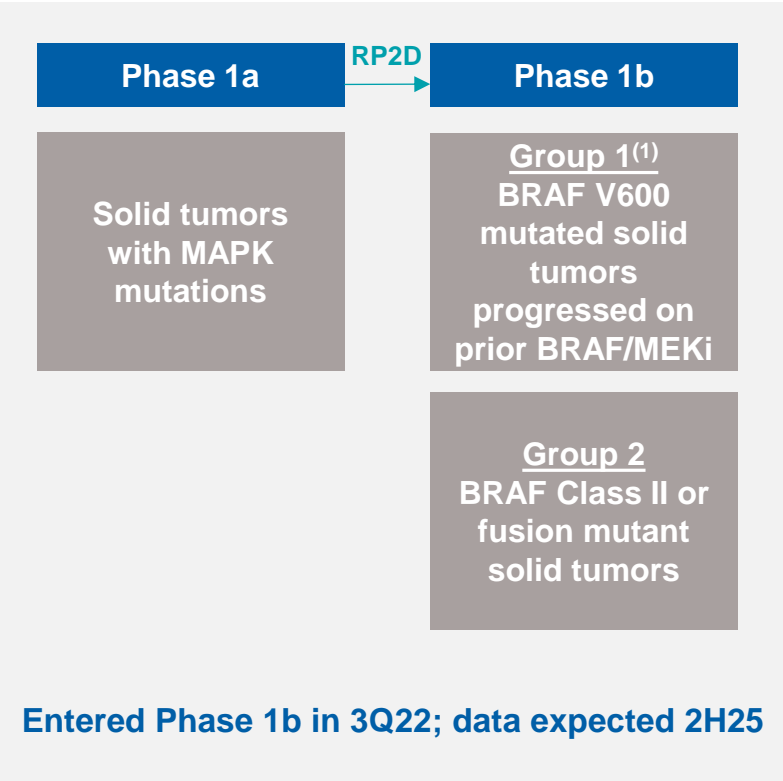 Phase 1a
RP2D
Phase 1b
Solid tumors
with MAPK
mutations
Group 1(1)
BRAF V600
mutated solid
tumors
progressed on
prior BRAF/MEKi
Group 2
BRAF Class II or
fusion mutant
solid tumors
Entered Phase 1b in 3Q22; data expected 2H25